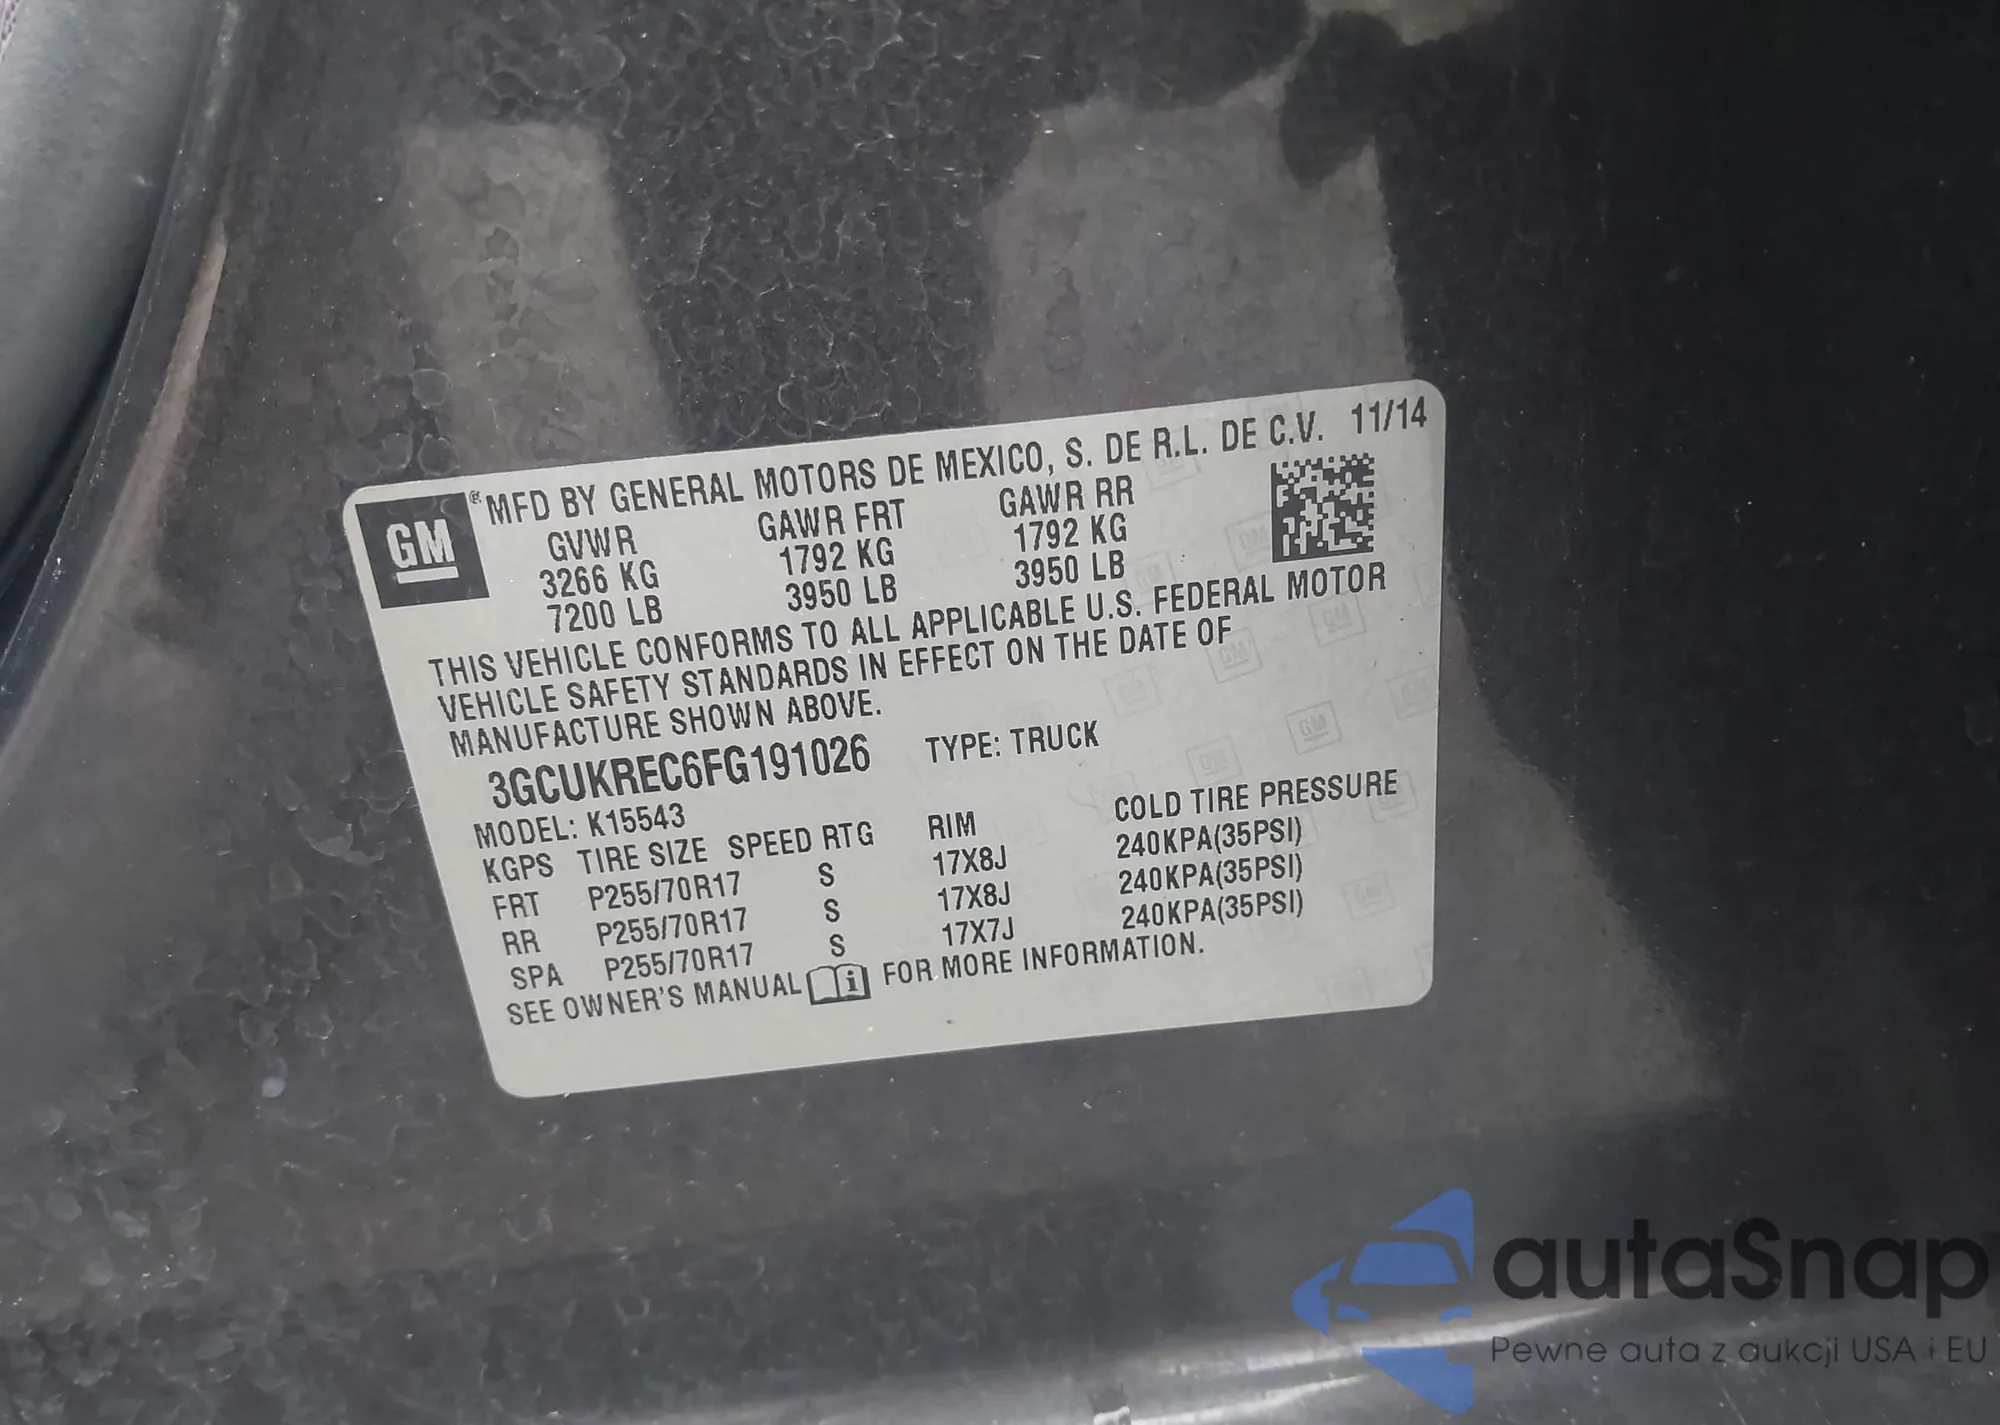 GM ® MFD BY GENERAL MOTORS DE MEXICO, S. DE R.L. DE C.V. 11/14
GVWR GAWR FRT GAWR RR
3266 KG 1792 KG 1792 KG
7200 LB 3950 LB 3950 LB
THIS VEHICLE CONFORMS TO ALL APPLICABLE U.S. FEDERAL MOTOR
VEHICLE SAFETY STANDARDS IN EFFECT ON THE DATE OF
MANUFACTURE SHOWN ABOVE.
3GCUKREC6FG191026 TYPE: TRUCK
MODEL: K15543
KGPS TIRE SIZE SPEED RTG RIM COLD TIRE PRESSURE
FRT P255/70R17 S 17X8J 240KPA(35PSI)
RR P255/70R17 S 17X8J 240KPA(35PSI)
SPA P255/70R17 S 17X7J 240KPA(35PSI)
SEE OWNER'S MANUAL i FOR MORE INFORMATION.
autaSnap
Pewne auta z aukcji USA i EU